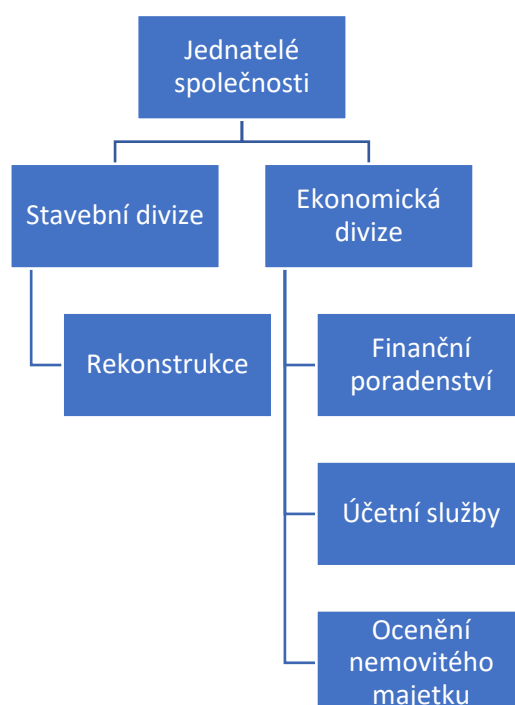 Jednatelé
společnosti
Stavební divize
Ekonomická
divize
Rekonstrukce
Finanční
poradenství
Účetní služby
Ocenění
nemovitého
majetku